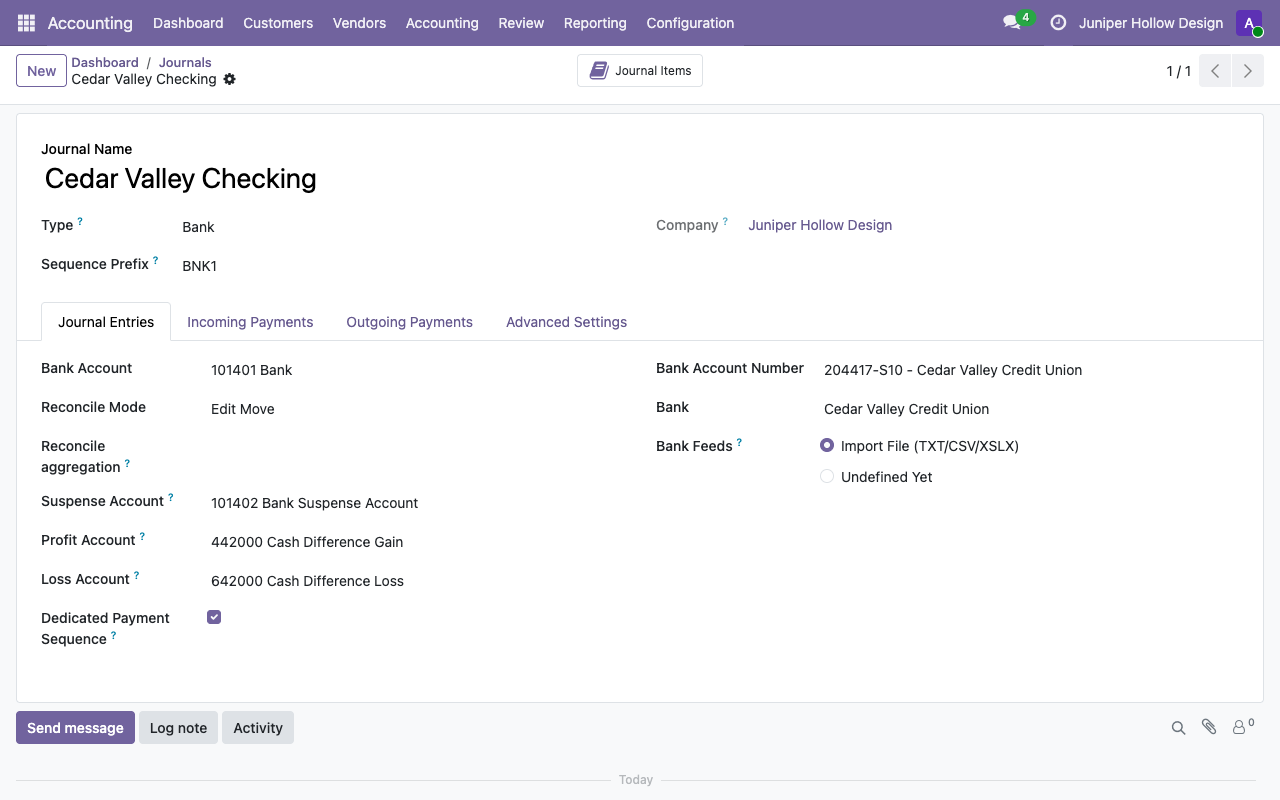 Accounting Dashboard Customers Vendors Accounting Review Reporting Configuration 4 Juniper Hollow Design A
New
Dashboard / Journals
Cedar Valley Checking
Journal Items
1 / 1
Journal Name
Cedar Valley Checking
Type ? Bank
Company ? Juniper Hollow Design
Sequence Prefix ? BNK1
Journal Entries Incoming Payments Outgoing Payments Advanced Settings
Bank Account 101401 Bank
Bank Account Number 204417-S10 - Cedar Valley Credit Union
Reconcile Mode Edit Move
Bank Cedar Valley Credit Union
Reconcile
aggregation ?
Bank Feeds ? Import File (TXT/CSV/XSLX)
Undefined Yet
Suspense Account ? 101402 Bank Suspense Account
Profit Account ? 442000 Cash Difference Gain
Loss Account ? 642000 Cash Difference Loss
Dedicated Payment
Sequence ?
Send message Log note Activity 0
Today